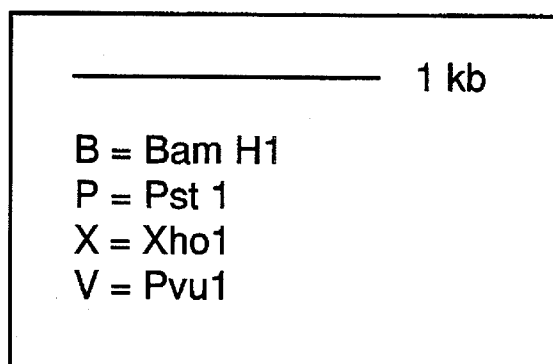 1 kb
B = Bam H1
P = Pst 1
X = Xho1
V = Pvu1